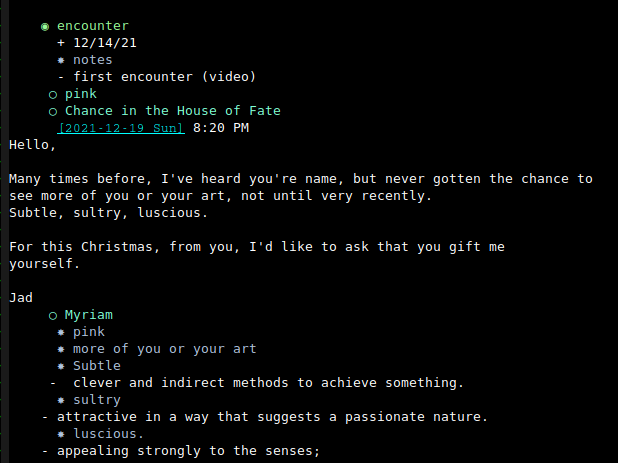 ◉ encounter
+ 12/14/21
✸ notes
- first encounter (video)
○ pink
○ Chance in the House of Fate
[2021-12-19 Sun] 8:20 PM
Hello,
Many times before, I've heard you're name, but never gotten the chance to
see more of you or your art, not until very recently.
Subtle, sultry, luscious.
For this Christmas, from you, I'd like to ask that you gift me
yourself.
Jad
○ Myriam
✸ pink
✸ more of you or your art
✸ Subtle
- clever and indirect methods to achieve something.
✸ sultry
- attractive in a way that suggests a passionate nature.
✸ luscious.
- appealing strongly to the senses;